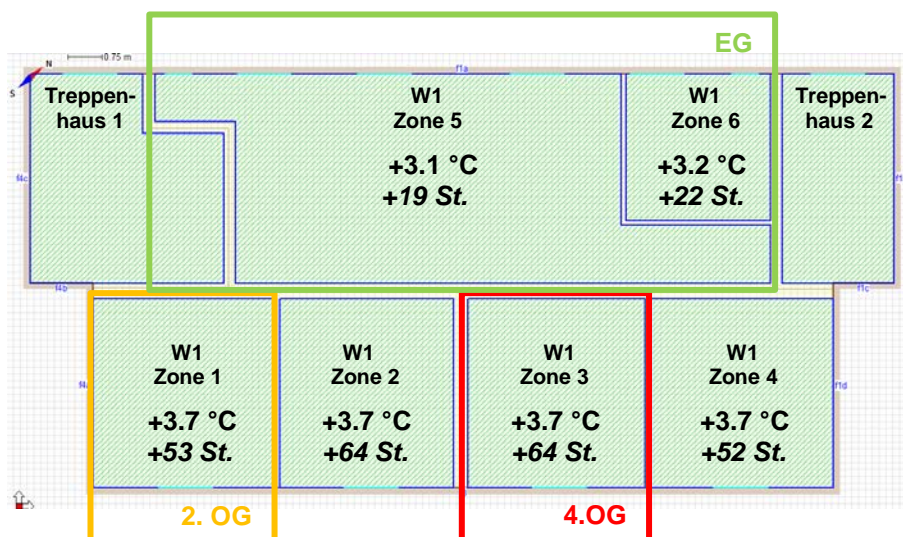 EG
N
0.75 m
S
f1a
Treppen-
haus 1
W1
Zone 5
+3.1 °C
+19 St.
W1
Zone 6
+3.2 °C
+22 St.
Treppen-
haus 2
f4c
f4b
f1c
W1
Zone 1
+3.7 °C
+53 St.
W1
Zone 2
+3.7 °C
+64 St.
W1
Zone 3
+3.7 °C
+64 St.
W1
Zone 4
+3.7 °C
+52 St.
f1d
2. OG
4.OG